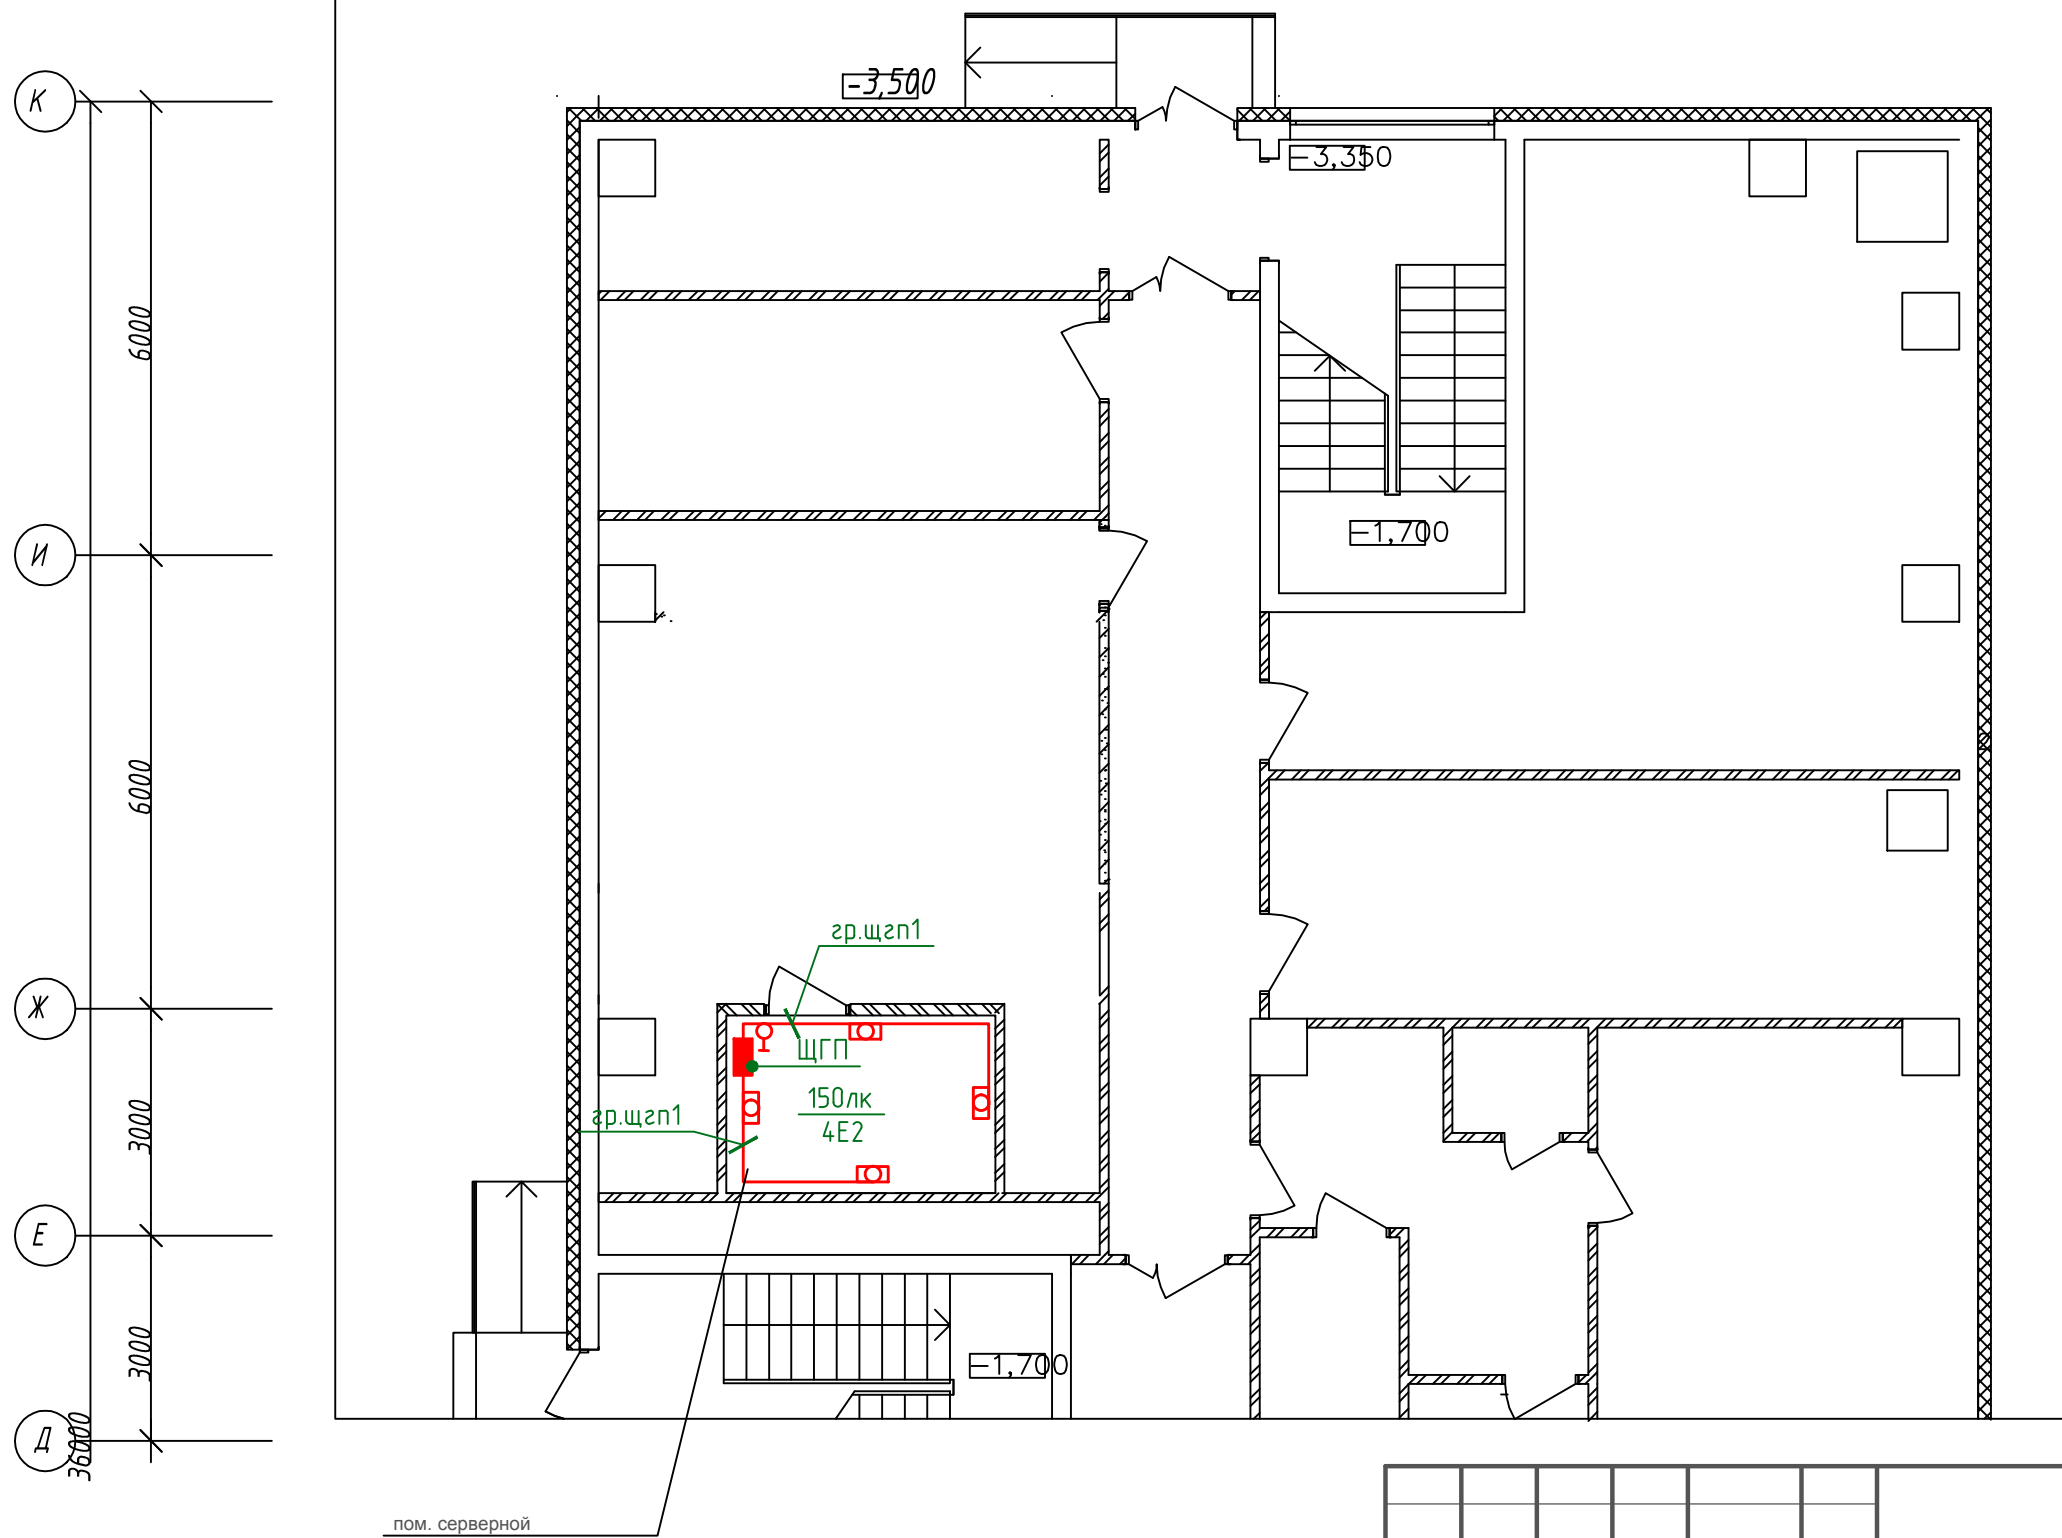 К
-3,500
-3,350
6000
И
-1,700
6000
гр.щгп1
Ж
ЩГП
150лк
4Е2
гр.щгп1
3000
Е
3000
-1,700
Д
36000
пом. серверной